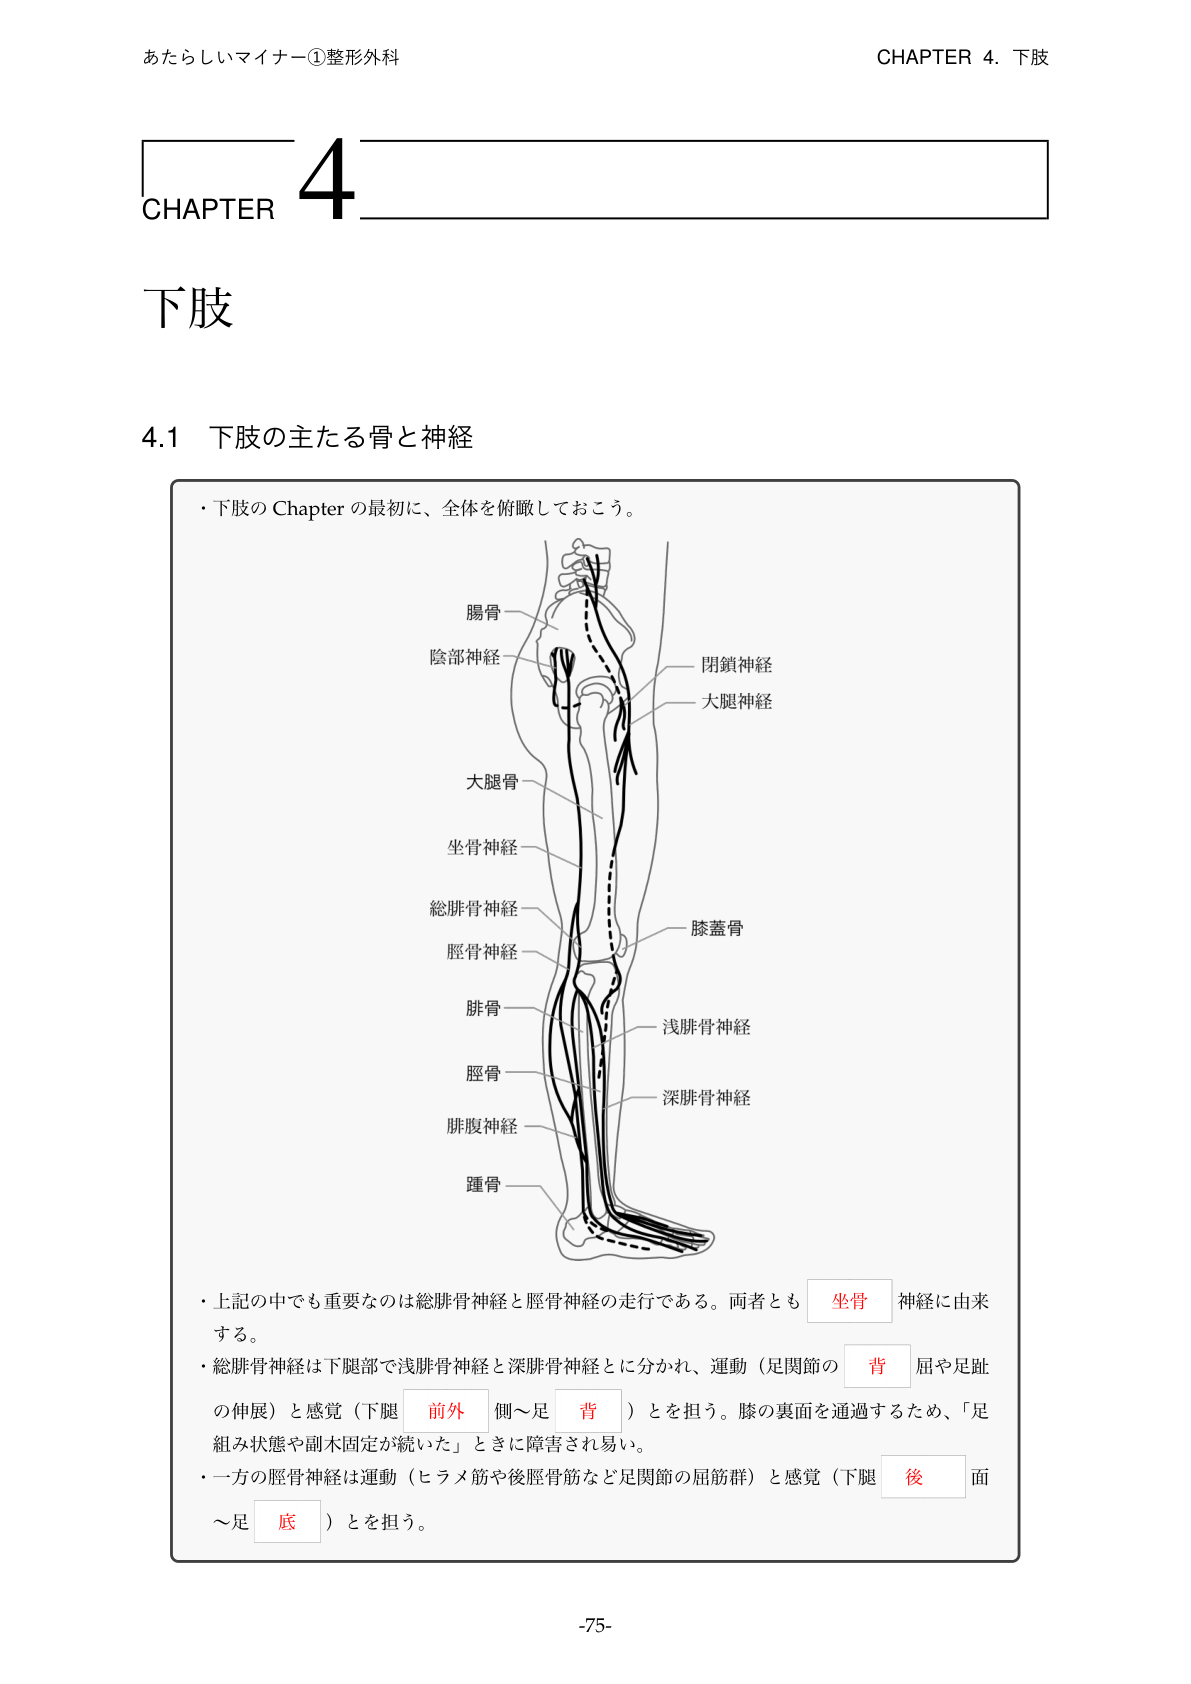 あたらしいマイナー①整形外科
CHAPTER 4. 下肢
CHAPTER 4
下肢
4.1 下肢の主たる骨と神経
・下肢の Chapter の最初に、全体を俯瞰しておこう。
腸骨
陰部神経
閉鎖神経
大腿神経
大腿骨
坐骨神経
総腓骨神経
膝蓋骨
脛骨神経
腓骨
浅腓骨神経
脛骨
深腓骨神経
腓腹神経
踵骨
・上記の中でも重要なのは総腓骨神経と脛骨神経の走行である。両者とも 坐骨 神経に由来
する。
・総腓骨神経は下腿部で浅腓骨神経と深腓骨神経とに分かれ、運動（足関節の 背 屈や足趾
の伸展）と感覚（下腿 前外 側〜足 背 ）とを担う。膝の裏面を通過するため、「足
組み状態や副木固定が続いた」ときに障害され易い。
・一方の脛骨神経は運動（ヒラメ筋や後脛骨筋など足関節の屈筋群）と感覚（下腿 後 面
〜足 底 ）とを担う。
-75-